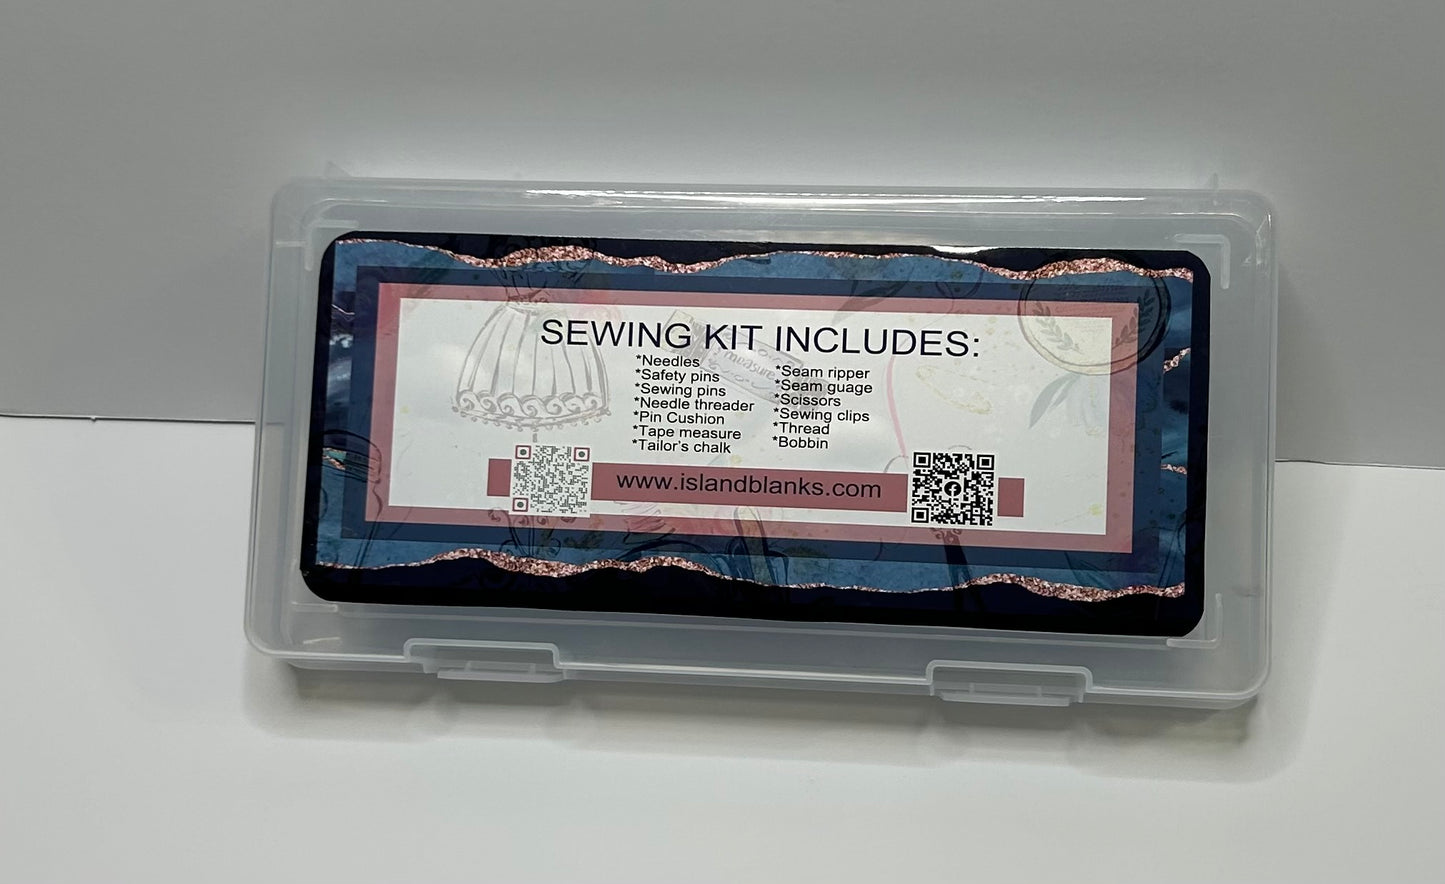 SEWING KIT INCLUDES:
*Needles
*Safety pins
*Sewing pins
*Needle threader
*Pin Cushion
*Tape measure
*Tailor's chalk
*Seam ripper
*Seam guage
*Scissors
*Sewing clips
*Thread
*Bobbin
measure
www.islandblanks.com